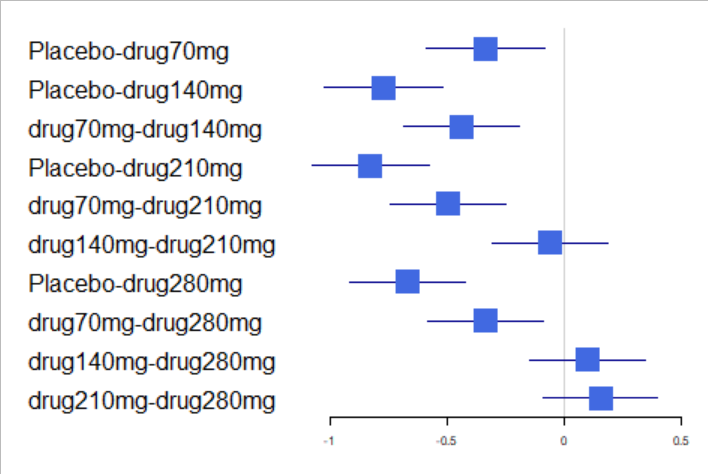 Placebo-drug70mg
Placebo-drug140mg
drug70mg-drug140mg
Placebo-drug210mg
drug70mg-drug210mg
drug140mg-drug210mg
Placebo-drug280mg
drug70mg-drug280mg
drug140mg-drug280mg
drug210mg-drug280mg
-1 -0.5 0 0.5